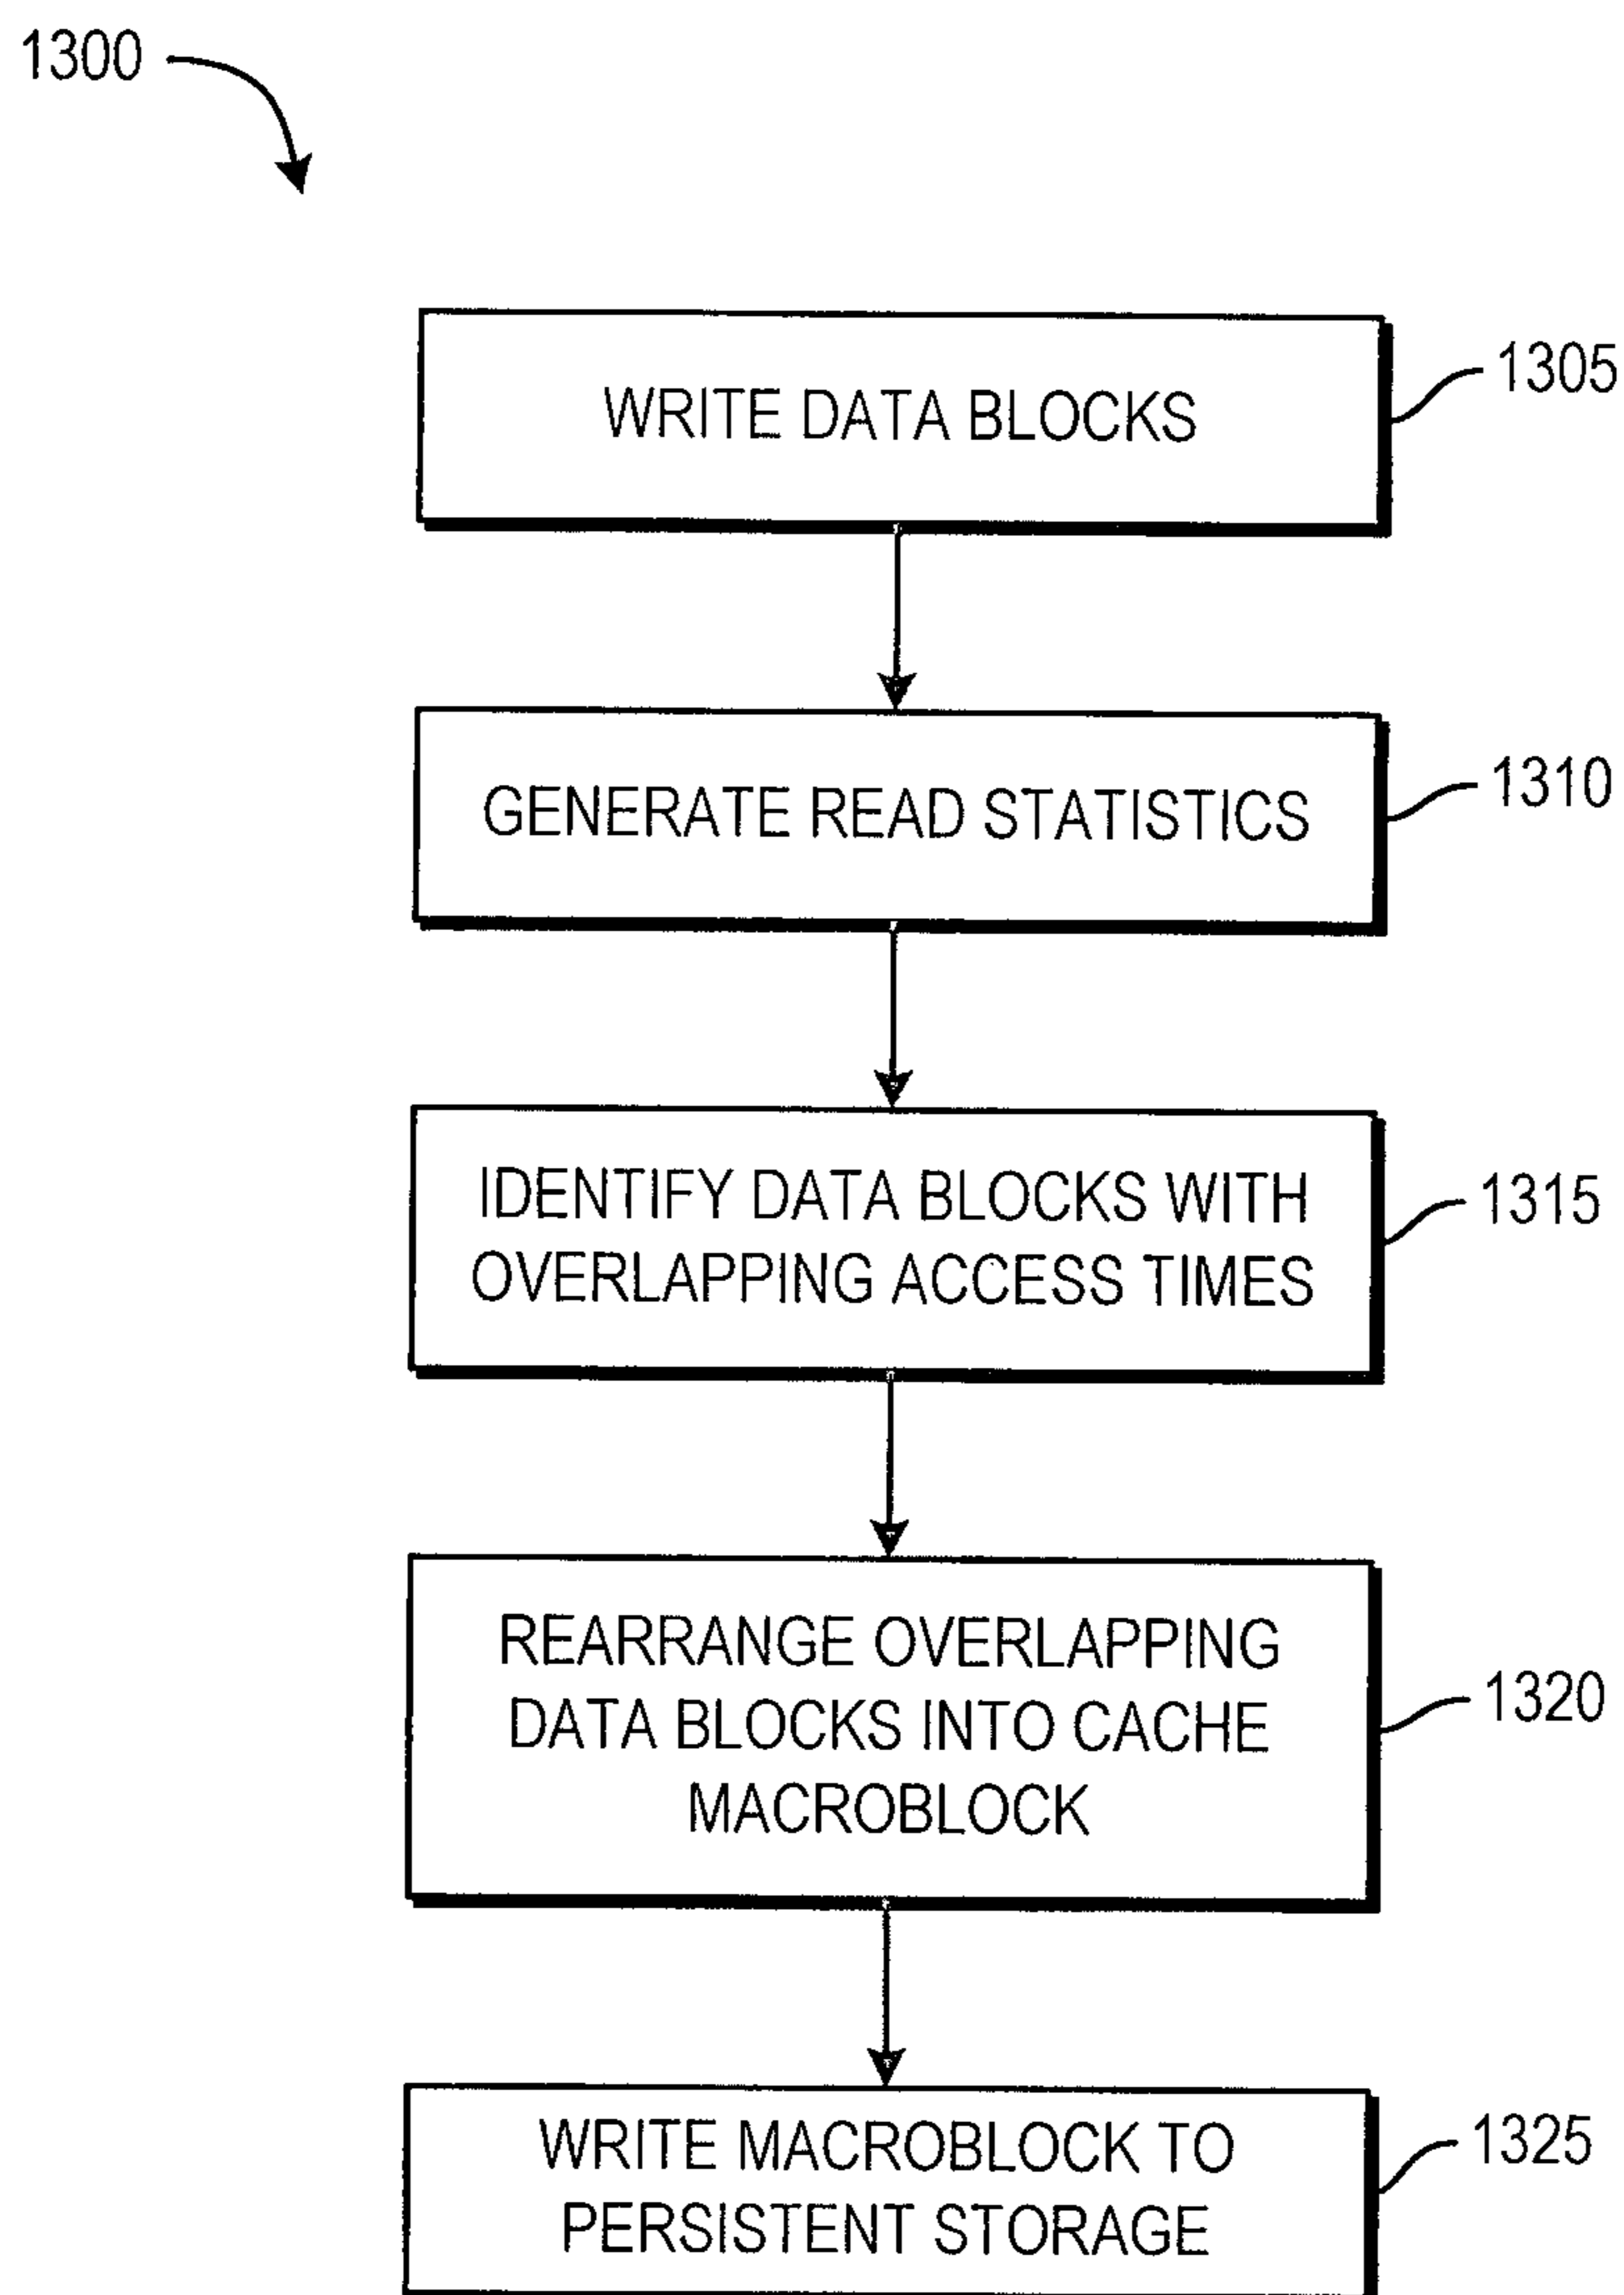 1300
WRITE DATA BLOCKS
1305
GENERATE READ STATISTICS
1310
IDENTIFY DATA BLOCKS WITH
OVERLAPPING ACCESS TIMES
1315
REARRANGE OVERLAPPING
DATA BLOCKS INTO CACHE
MACROBLOCK
1320
WRITE MACROBLOCK TO
PERSISTENT STORAGE
1325